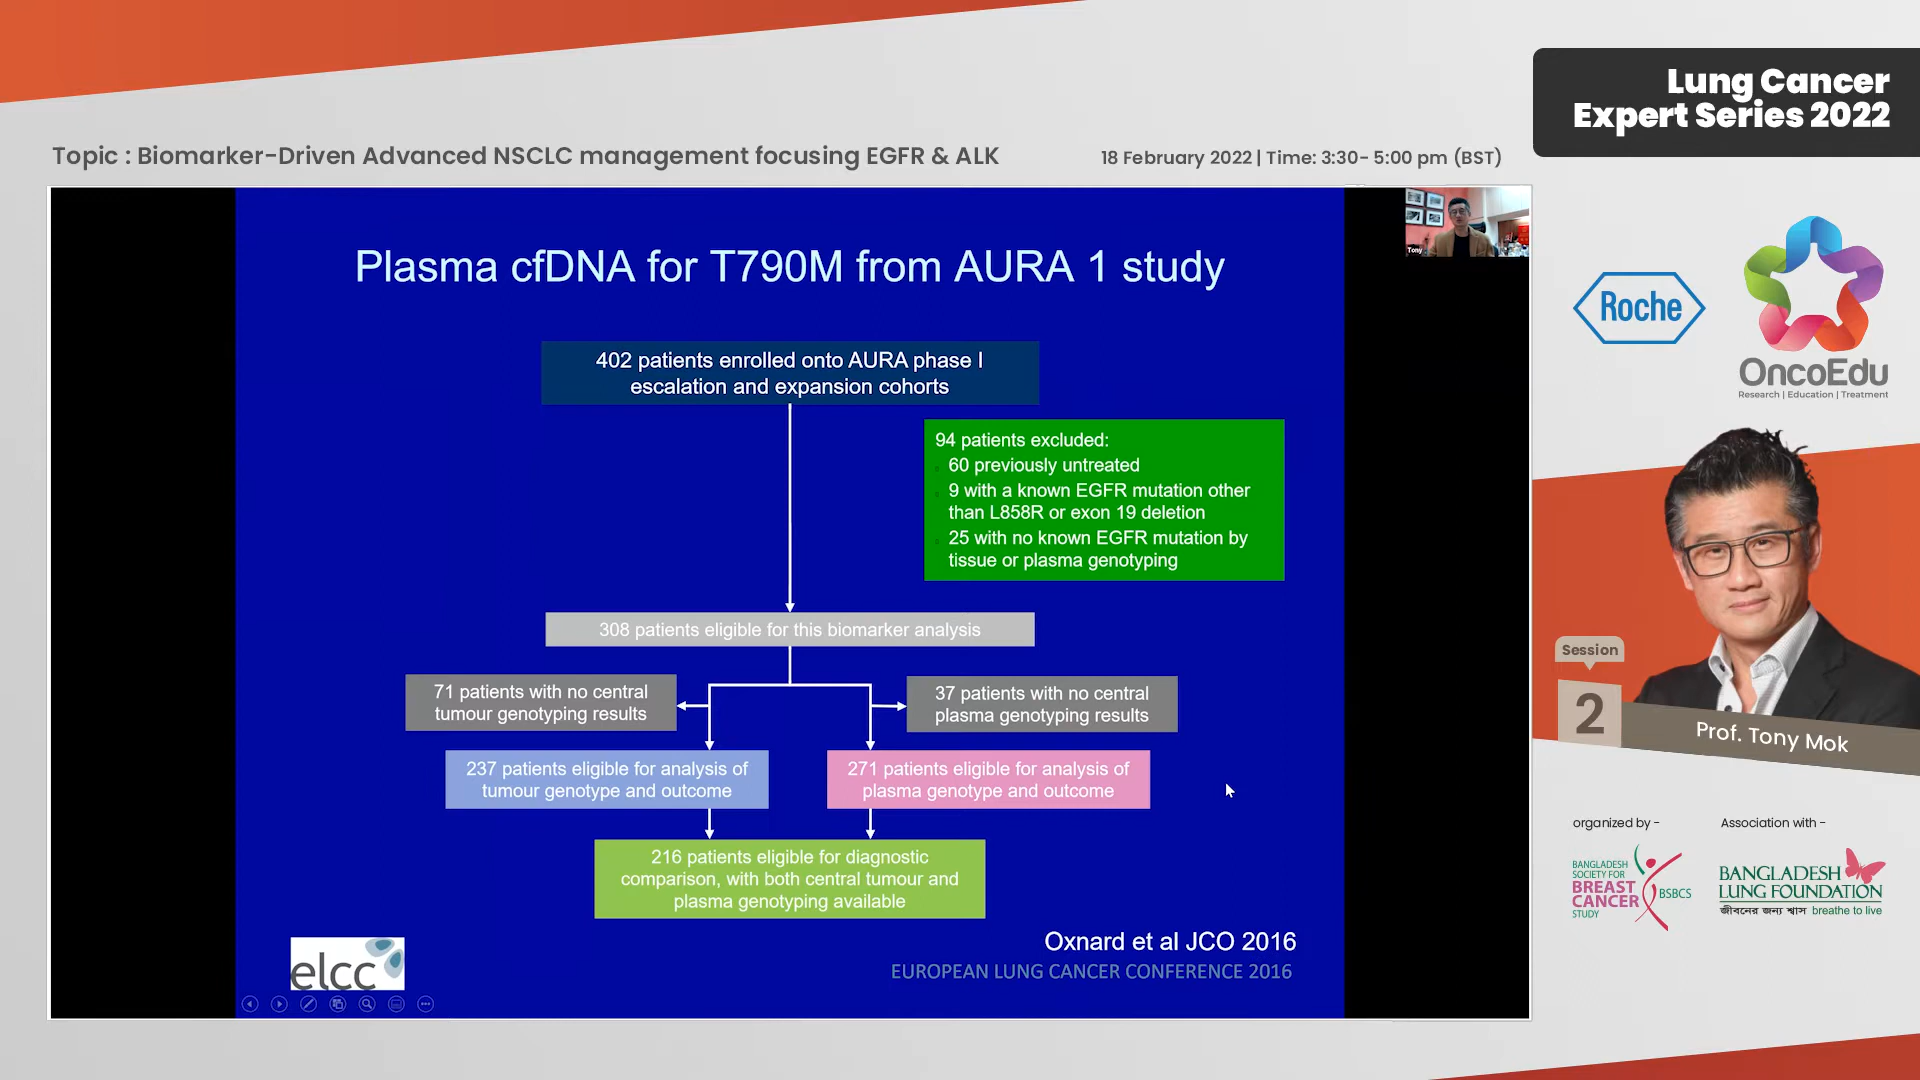 Lung Cancer
Expert Series 2022
Topic : Biomarker-Driven Advanced NSCLC management focusing EGFR & ALK
18 February 2022 | Time: 3:30- 5:00 pm (BST)
Tony
Plasma cfDNA for T790M from AURA 1 study
402 patients enrolled onto AURA phase I
escalation and expansion cohorts
94 patients excluded:
60 previously untreated
9 with a known EGFR mutation other
than L858R or exon 19 deletion
25 with no known EGFR mutation by
tissue or plasma genotyping
308 patients eligible for this biomarker analysis
71 patients with no central
tumour genotyping results
37 patients with no central
plasma genotyping results
237 patients eligible for analysis of
tumour genotype and outcome
271 patients eligible for analysis of
plasma genotype and outcome
216 patients eligible for diagnostic
comparison, with both central tumour and
plasma genotyping available
Oxnard et al JCO 2016
EUROPEAN LUNG CANCER CONFERENCE 2016
elcc
Roche
OncoEdu
Research | Education | Treatment
Session
2
Prof. Tony Mok
organized by -
Association with -
BANGLADESH
SOCIETY FOR
BREAST
CANCER
STUDY
BSBCS
BANGLADESH
LUNG FOUNDATION
জীবনের জন্য শ্বাস breathe to live